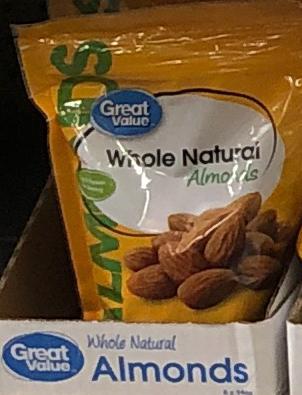 Great
Value
Whole Natural
Almonds
Great
Value
Whole Natural
Almonds